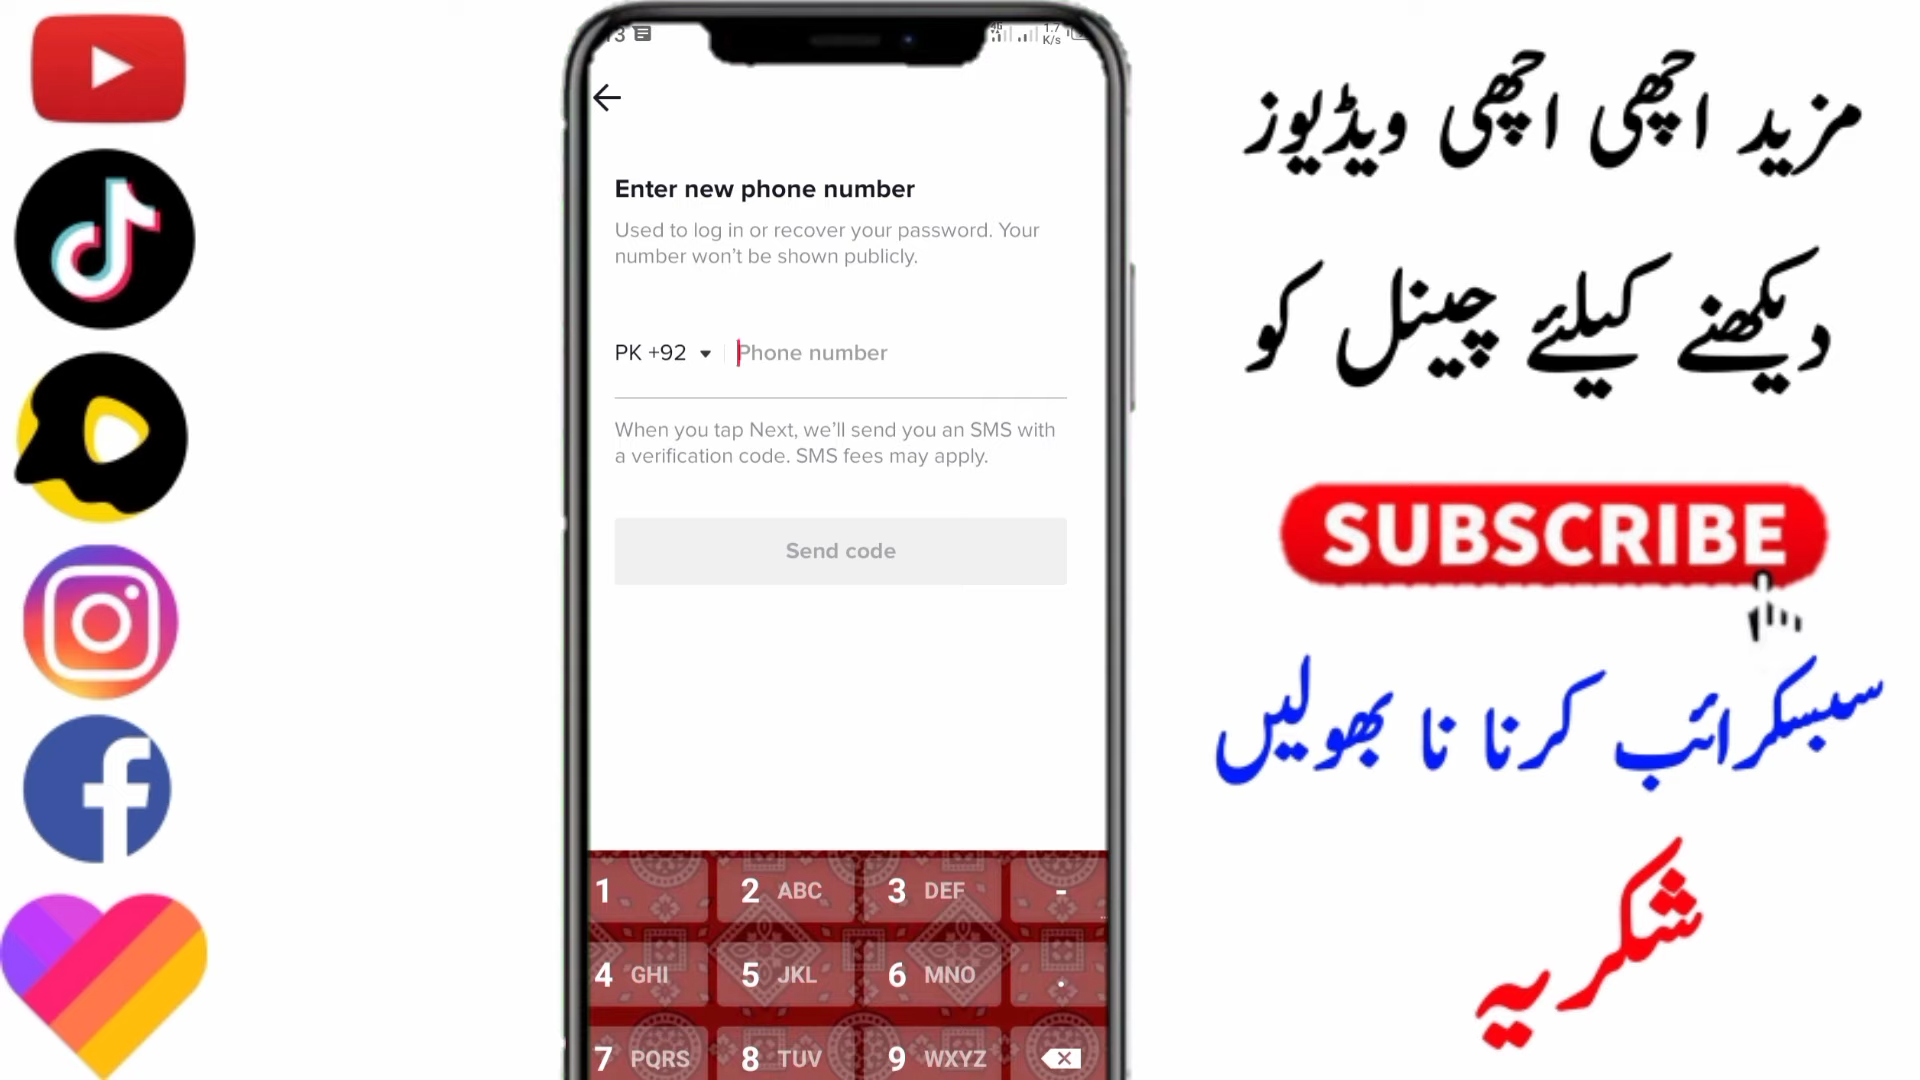 3
1.7
K/s
Enter new phone number
Used to log in or recover your password. Your
number won’t be shown publicly.
PK +92
Phone number
When you tap Next, we’ll send you an SMS with
a verification code. SMS fees may apply.
Send code
1
2 ABC
3 DEF
-
4 GHI
5 JKL
6 MNO
.
7 PQRS
8 TUV
9 WXYZ
مزید اچھی اچھی ویڈیوز
دیکھنے کیلئے چینل کو
SUBSCRIBE
سبسکرائب کرنا نا بھولیں
شکریہ